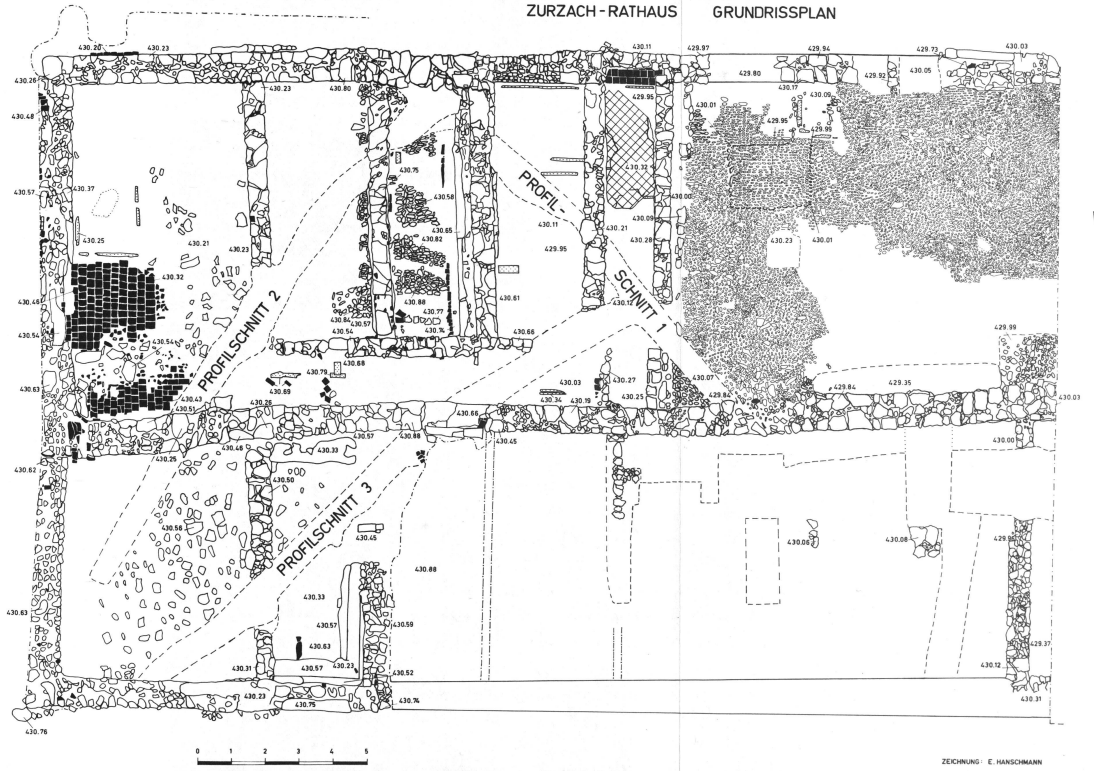 ZURZACH - RATHAUS GRUNDRISSPLAN
430.20 430.23 430.11 429.97 429.94 429.73 430.03
430.26 430.23 430.80 429.80 429.92 430.05
430.17
429.95 430.01 430.09
430.48 429.95 429.99
430.75 430.32
430.37 PROFIL-
430.57 430.58 430.00
430.65 430.11 430.09
430.25 430.21 430.23 430.82 429.95 430.21 430.28 430.23 430.01
430.32
SCHNITT 1
430.46 430.88 430.61 430.12
PROFILSCHNITT 2
430.84 430.57 430.77
430.54 430.54 430.74 430.66 429.99
430.54
430.63 430.79 430.68 430.03 430.27 430.07
430.43 430.69 430.34 430.19 430.25 429.84 429.84 429.35 430.03
430.51 430.26 430.66
430.25 430.46 430.57 430.88 430.45 430.00
430.62 430.33
430.50
PROFILSCHNITT 3
430.56 430.45 430.06 430.08 429.96
430.88
430.63 430.33 430.57 430.59
430.63 429.37
430.31 430.57 430.23 430.52 430.12
430.23 430.75 430.74 430.31
430.76
0 1 2 3 4 5
ZEICHNUNG: E. HANSCHMANN